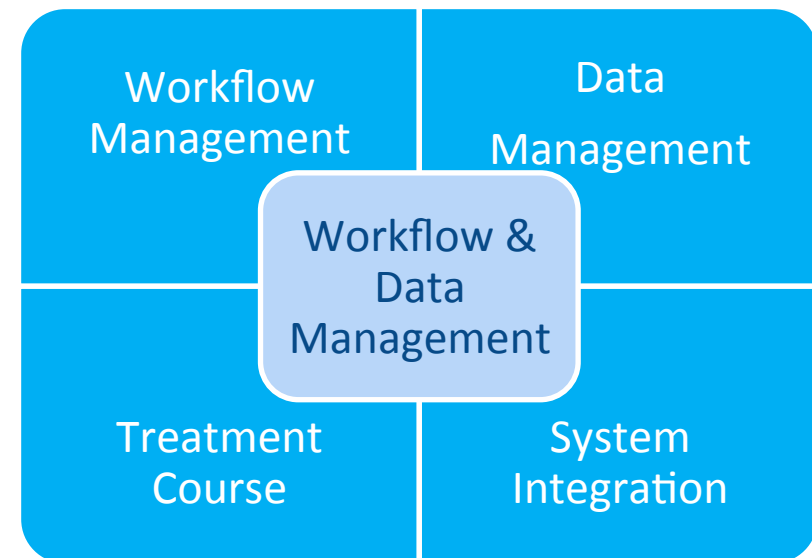 Workflow
Management
Data
Management
Workflow &
Data
Management
Treatment
Course
System
Integration